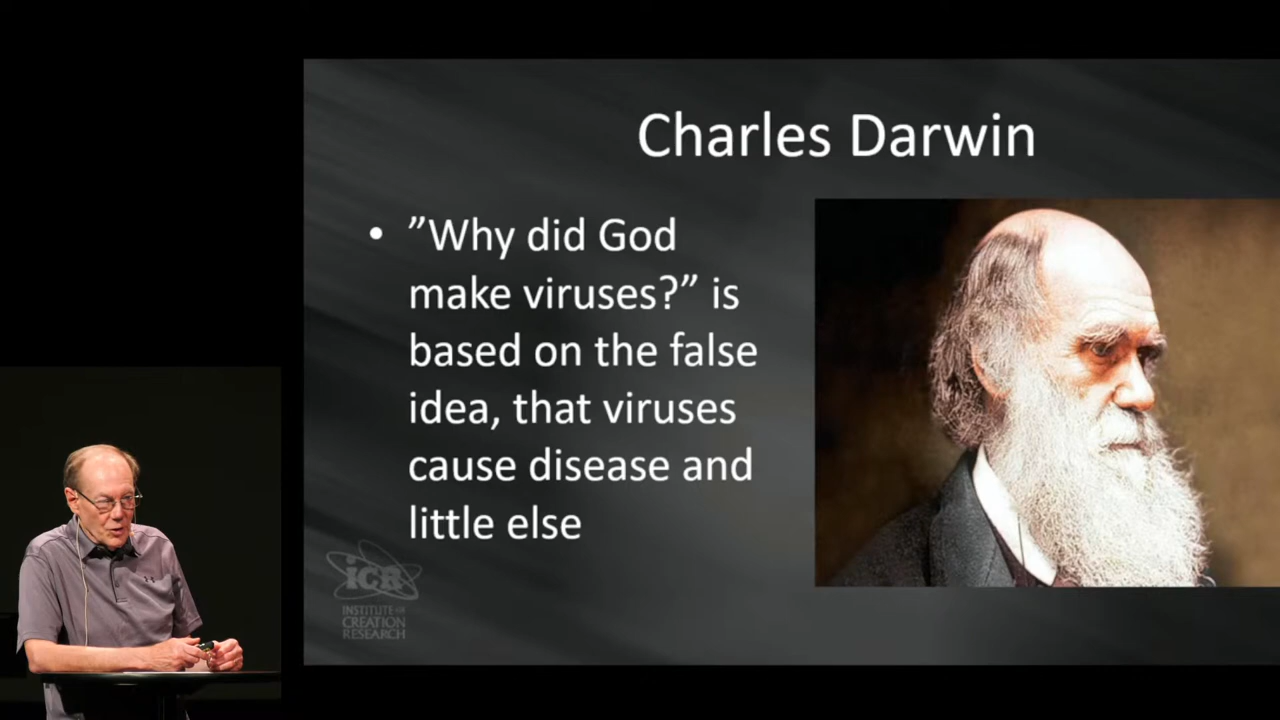 Charles Darwin
• ”Why did God
make viruses?” is
based on the false
idea, that viruses
cause disease and
little else
iCR
INSTITUTE for
CREATION
RESEARCH